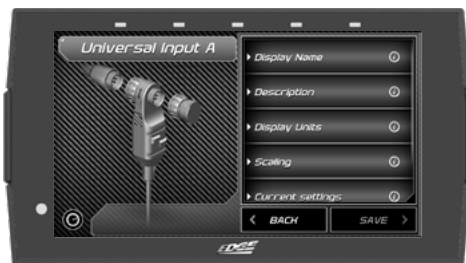 Universal Input A
Display Name
Description
Display Units
Scaling
Current settings
< BACK
SAVE >
EDGE